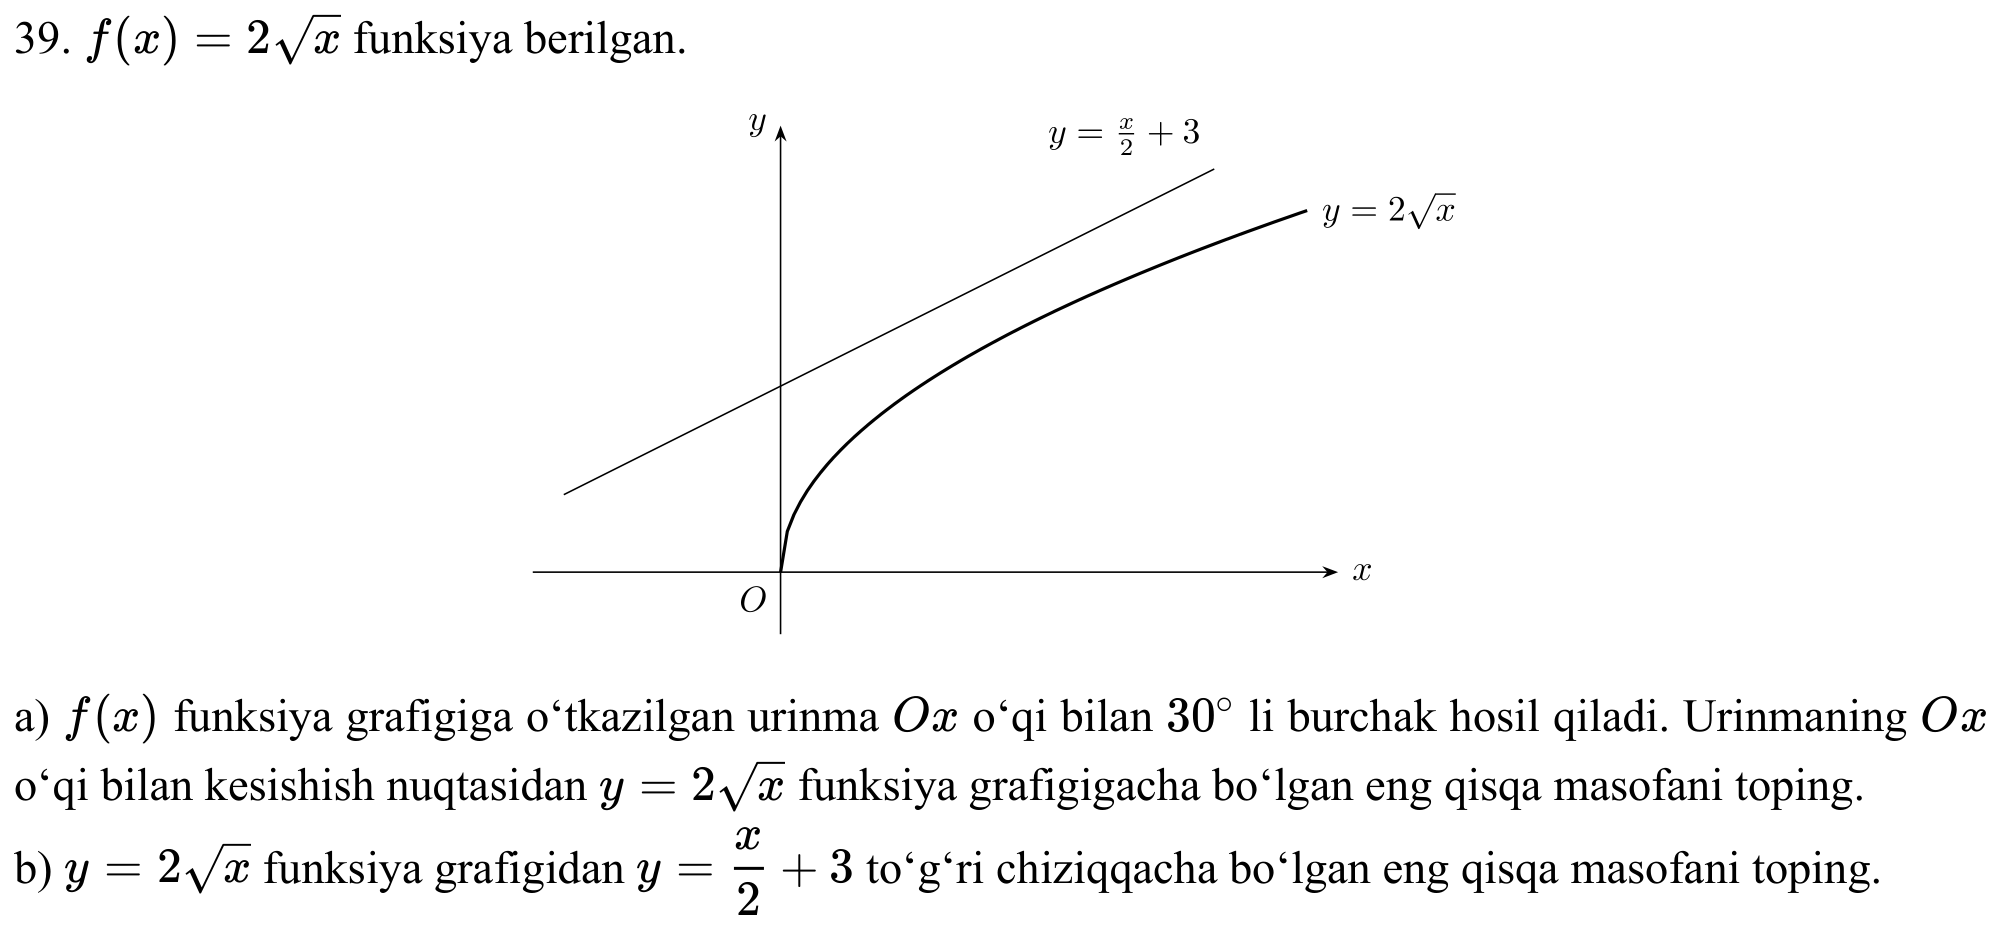 39. f(x) = 2√x funksiya berilgan.
y
y = x/2 + 3
y = 2√x
x
O
a) f(x) funksiya grafigiga o‘tkazilgan urinma Ox o‘qi bilan 30° li burchak hosil qiladi. Urinmaning Ox
o‘qi bilan kesishish nuqtasidan y = 2√x funksiya grafigigacha bo‘lgan eng qisqa masofani toping.
b) y = 2√x funksiya grafigidan y = x/2 + 3 to‘g‘ri chiziqqacha bo‘lgan eng qisqa masofani toping.